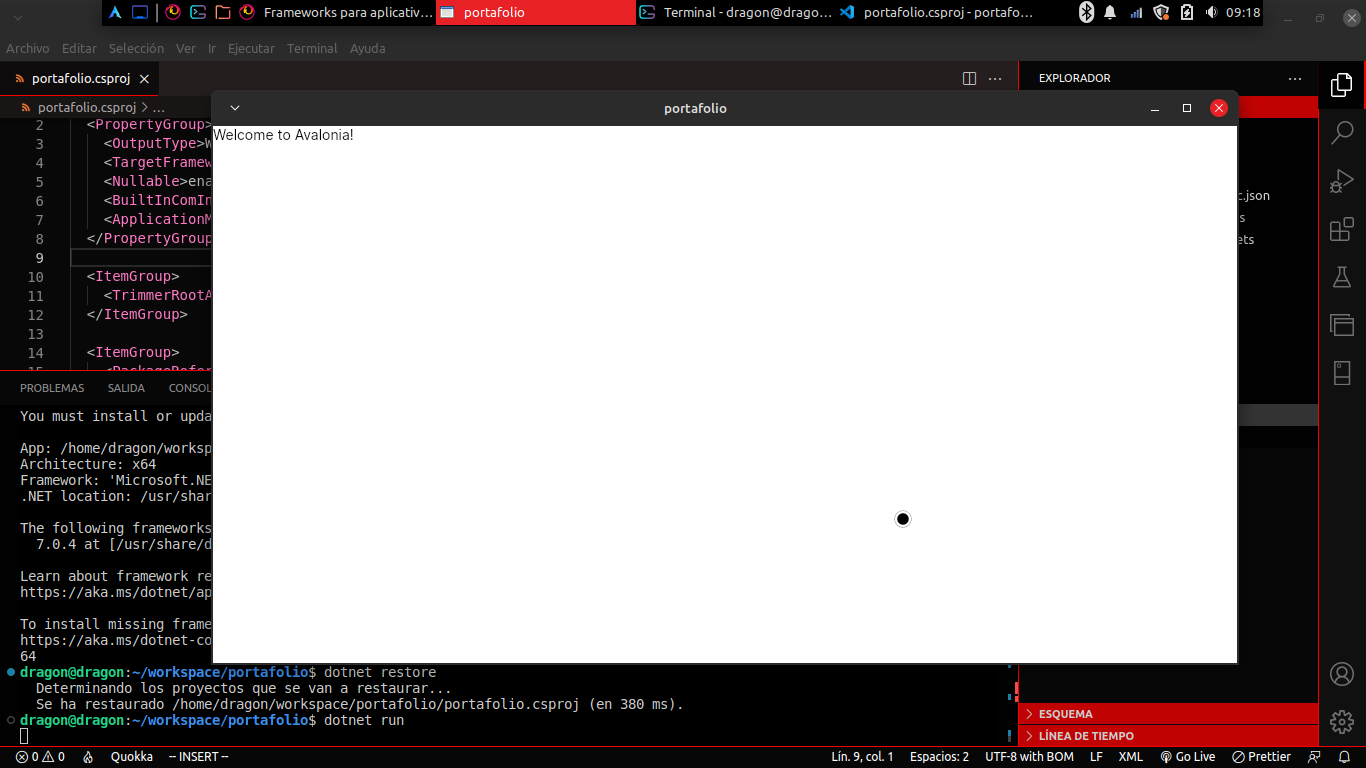 Frameworks para aplicativ...
portafolio
Terminal - dragon@drago...
portafolio.csproj - portafo...
09:18
Archivo Editar Selección Ver Ir Ejecutar Terminal Ayuda
portafolio.csproj
EXPLORADOR
portafolio.csproj > ...
portafolio
Welcome to Avalonia!
2 <PropertyGroup>
3 <OutputType>W
4 <TargetFramew
5 <Nullable>ena
6 <BuiltInComIn
7 <ApplicationM
8 </PropertyGroup
9
10 <ItemGroup>
11 <TrimmerRootA
12 </ItemGroup>
13
14 <ItemGroup>
15 <PackageRefer
c.json
s
ets
PROBLEMAS SALIDA CONSOL
You must install or upda
App: /home/dragon/worksp
Architecture: x64
Framework: 'Microsoft.NE
.NET location: /usr/shar
The following frameworks
7.0.4 at [/usr/share/d
Learn about framework re
https://aka.ms/dotnet/ap
To install missing frame
https://aka.ms/dotnet-co
64
dragon@dragon:~/workspace/portafolio$ dotnet restore
Determinando los proyectos que se van a restaurar...
Se ha restaurado /home/dragon/workspace/portafolio/portafolio.csproj (en 380 ms).
dragon@dragon:~/workspace/portafolio$ dotnet run
ESQUEMA
LÍNEA DE TIEMPO
0 0 Quokka -- INSERT -- Lín. 9, col. 1 Espacios: 2 UTF-8 with BOM LF XML Go Live Prettier